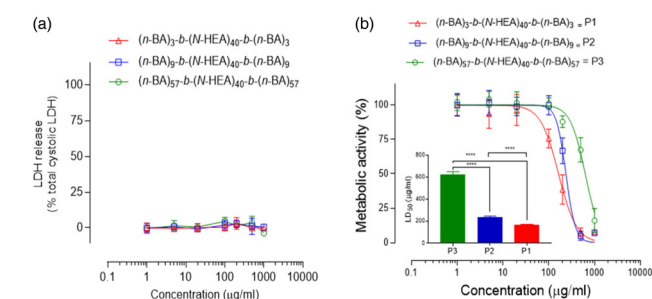 (a)
(n-BA)3-b-(N-HEA)40-b-(n-BA)3
(n-BA)9-b-(N-HEA)40-b-(n-BA)9
(n-BA)57-b-(N-HEA)40-b-(n-BA)57
LDH release
(% total cystolic LDH)
100
75
50
25
0
0.1
1
10
100
1000
10000
Concentration (µg/ml)
(b)
(n-BA)3-b-(N-HEA)40-b-(n-BA)3 = P1
(n-BA)9-b-(N-HEA)40-b-(n-BA)9 = P2
(n-BA)57-b-(N-HEA)40-b-(n-BA)57 = P3
Metabolic activity (%)
100
75
50
25
0
LD50 (µg/ml)
800
600
400
200
0
****
****
****
P3
P2
P1
0.1
1
10
100
1000
10000
Concentration (µg/ml)